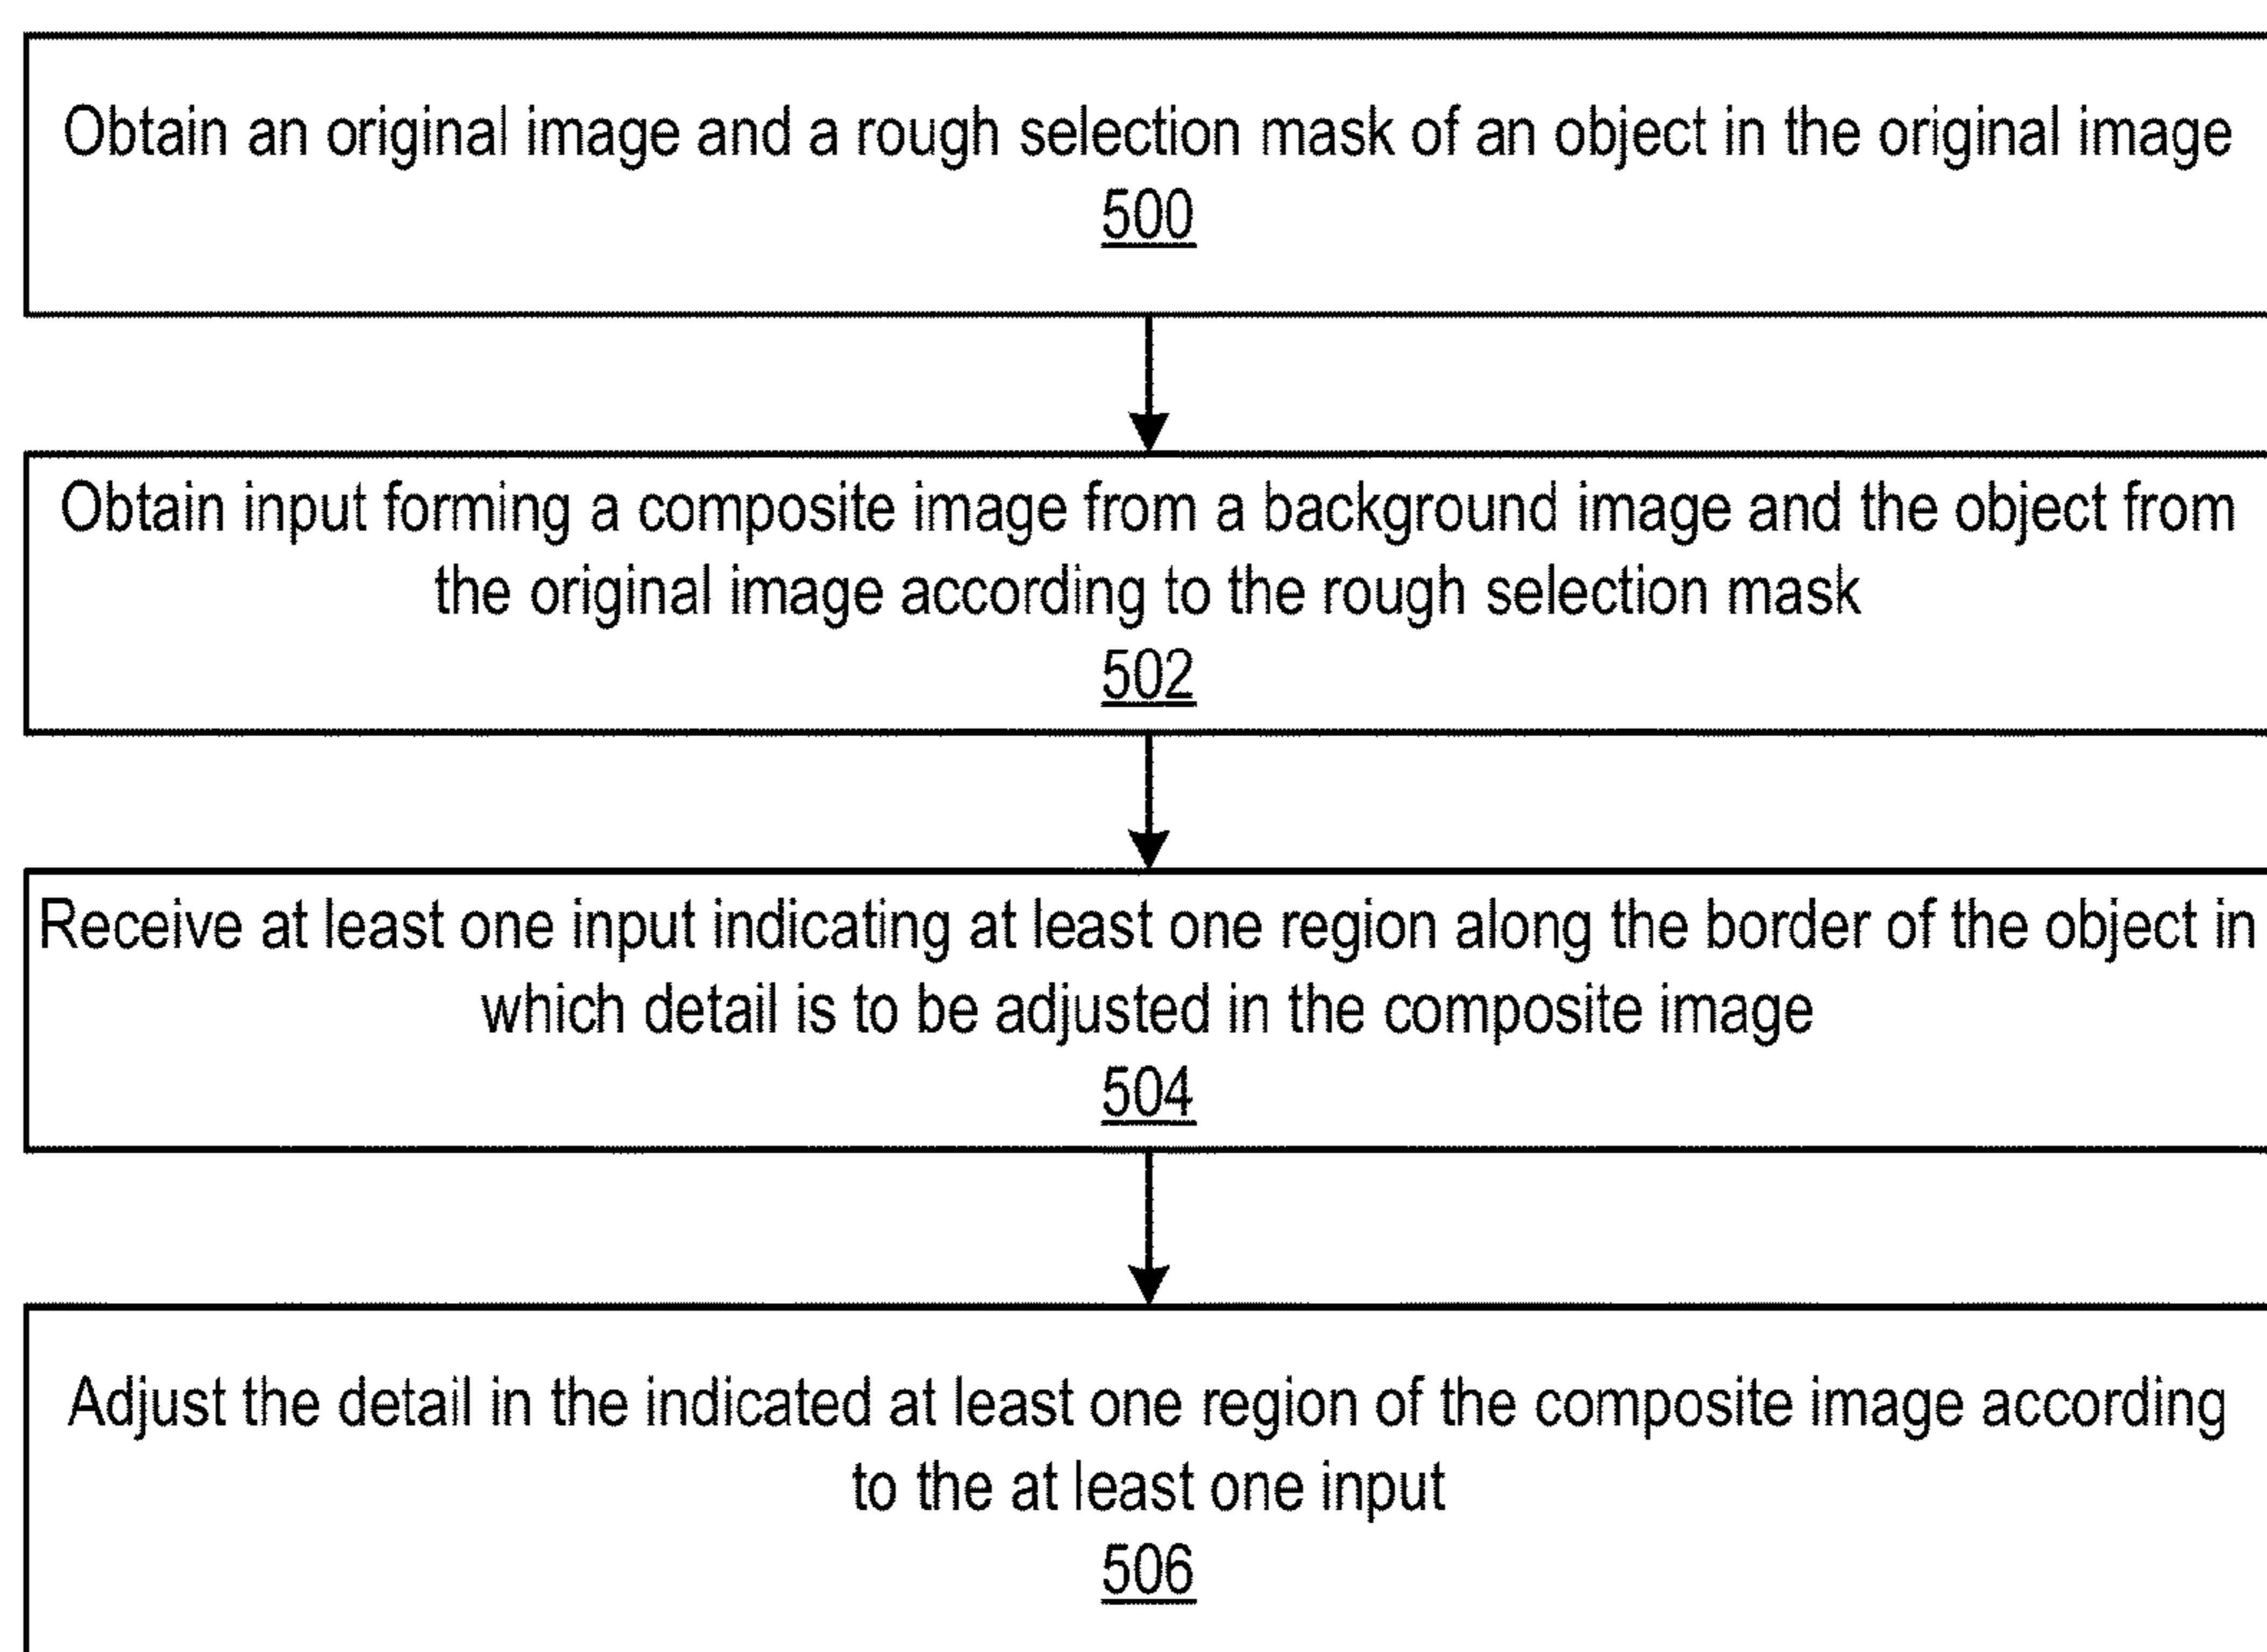 Obtain an original image and a rough selection mask of an object in the original image
500
Obtain input forming a composite image from a background image and the object from
the original image according to the rough selection mask
502
Receive at least one input indicating at least one region along the border of the object in
which detail is to be adjusted in the composite image
504
Adjust the detail in the indicated at least one region of the composite image according
to the at least one input
506